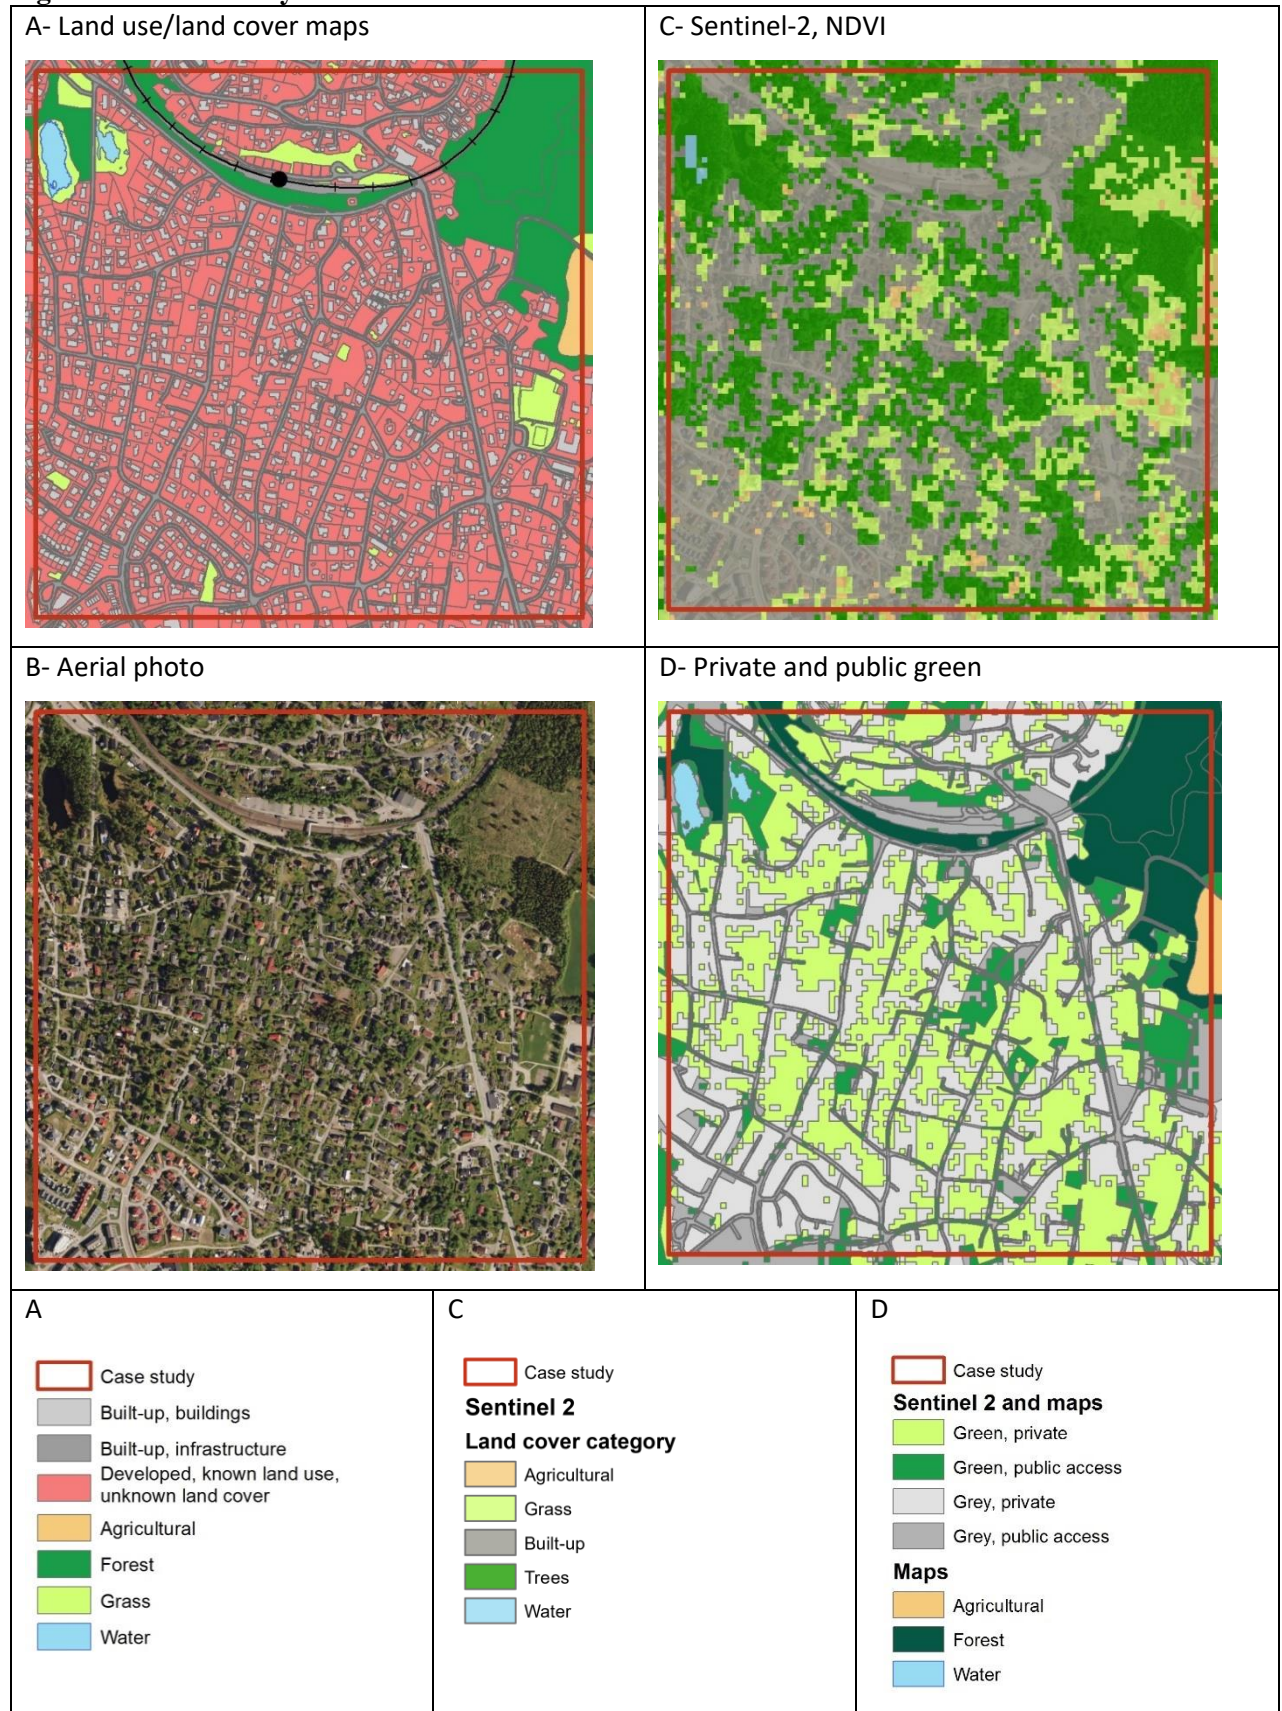 A- Land use/land cover maps
C- Sentinel-2, NDVI
B- Aerial photo
D- Private and public green
A
Case study
Built-up, buildings
Built-up, infrastructure
Developed, known land use,
unknown land cover
Agricultural
Forest
Grass
Water
C
Case study
Sentinel 2
Land cover category
Agricultural
Grass
Built-up
Trees
Water
D
Case study
Sentinel 2 and maps
Green, private
Green, public access
Grey, private
Grey, public access
Maps
Agricultural
Forest
Water